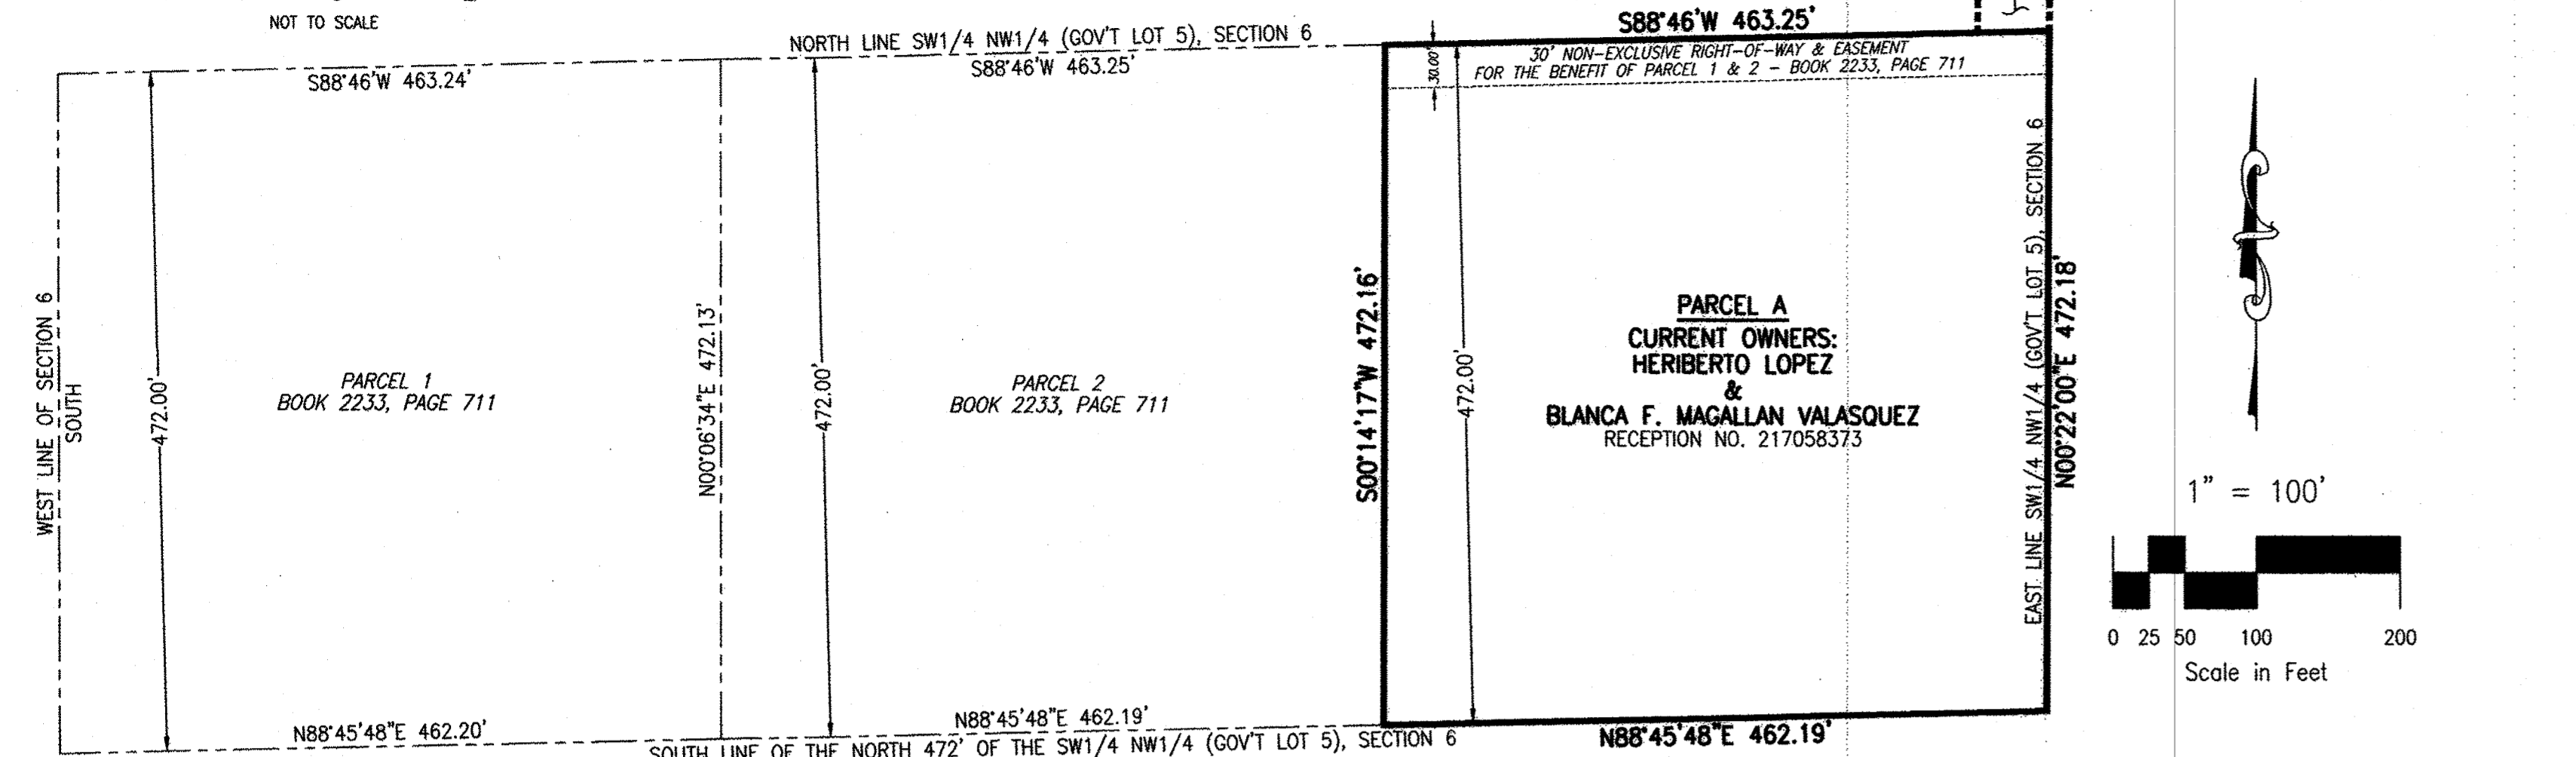 NOT TO SCALE
NORTH LINE SW1/4 NW1/4 (GOV'T LOT 5), SECTION 6
S88°46'W 463.24'
S88°46'W 463.25'
S88°46'W 463.25'
30' NON-EXCLUSIVE RIGHT-OF-WAY & EASEMENT
FOR THE BENEFIT OF PARCEL 1 & 2 - BOOK 2233, PAGE 711
30.00'
WEST LINE OF SECTION 6
SOUTH
472.00'
PARCEL 1
BOOK 2233, PAGE 711
N00°06'34"E 472.13'
472.00'
PARCEL 2
BOOK 2233, PAGE 711
S00°14'17"W 472.16'
472.00'
PARCEL A
CURRENT OWNERS:
HERIBERTO LOPEZ
&
BLANCA F. MAGALLAN VALASQUEZ
RECEPTION NO. 217058373
EAST LINE SW1/4 NW1/4 (GOV'T LOT 5), SECTION 6
N00°22'00"E 472.18'
1" = 100'
0 25 50 100 200
Scale in Feet
N88°45'48"E 462.20'
N88°45'48"E 462.19'
N88°45'48"E 462.19'
SOUTH LINE OF THE NORTH 472' OF THE SW1/4 NW1/4 (GOV'T LOT 5), SECTION 6